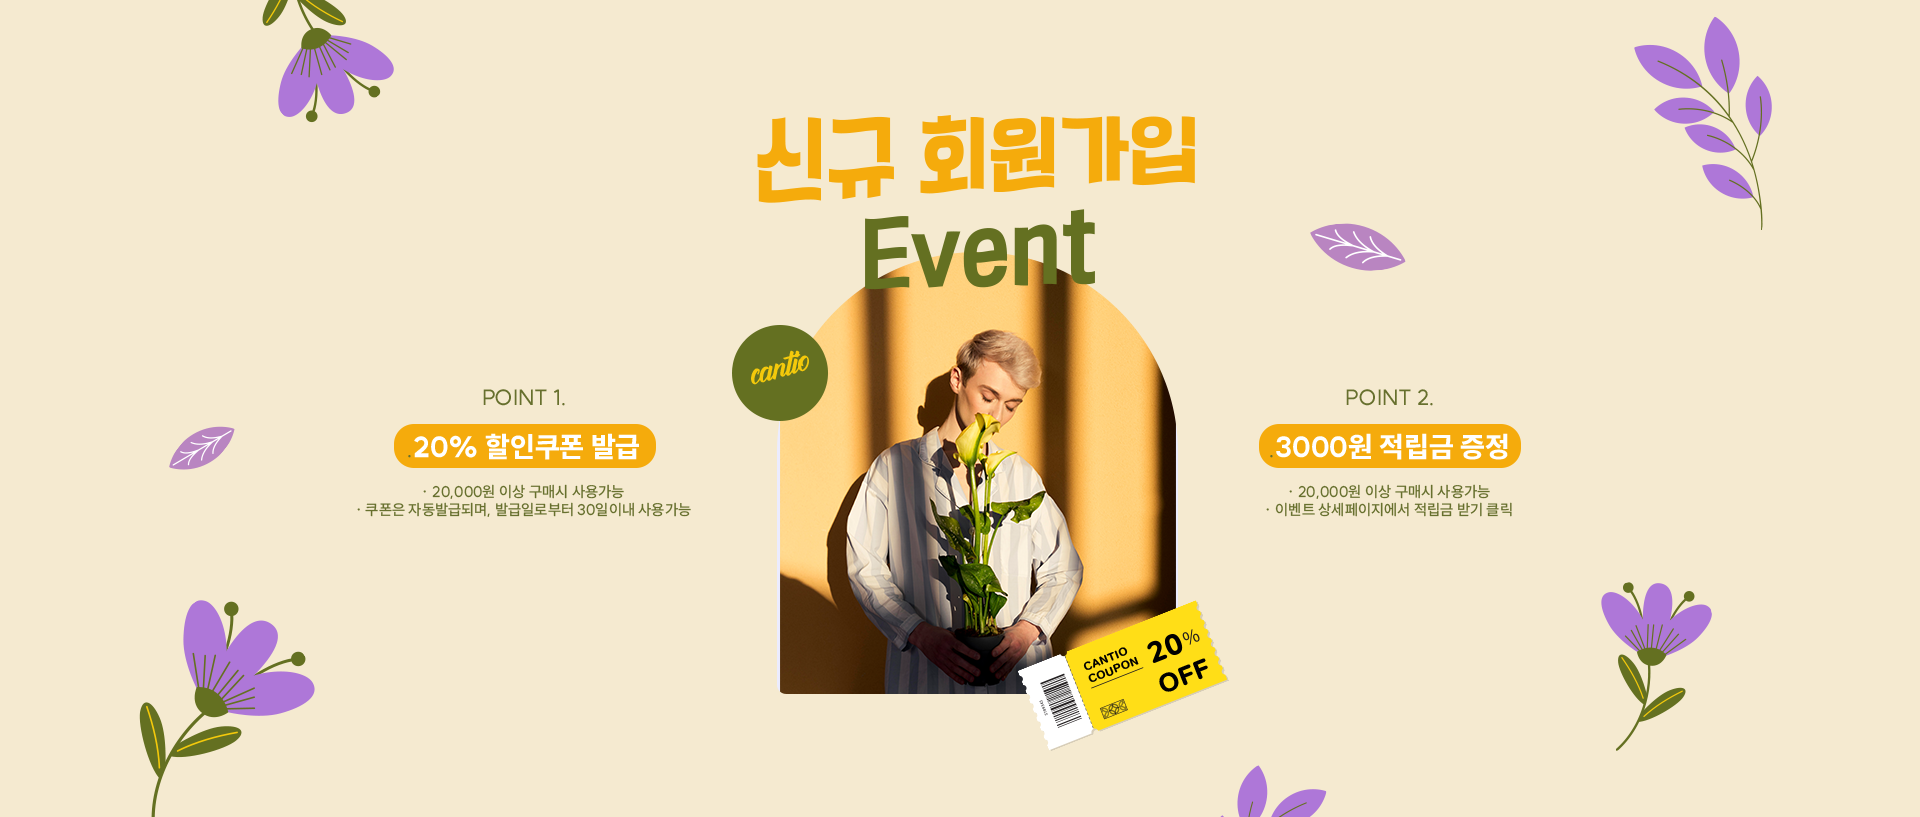 신규 회원가입
Event
cantio
POINT 1.
20% 할인쿠폰 발급
· 20,000원 이상 구매시 사용가능
· 쿠폰은 자동발급되며, 발급일로부터 30일이내 사용가능
POINT 2.
3000원 적립금 증정
· 20,000원 이상 구매시 사용가능
· 이벤트 상세페이지에서 적립금 받기 클릭
CANTIO
COUPON
20%
OFF